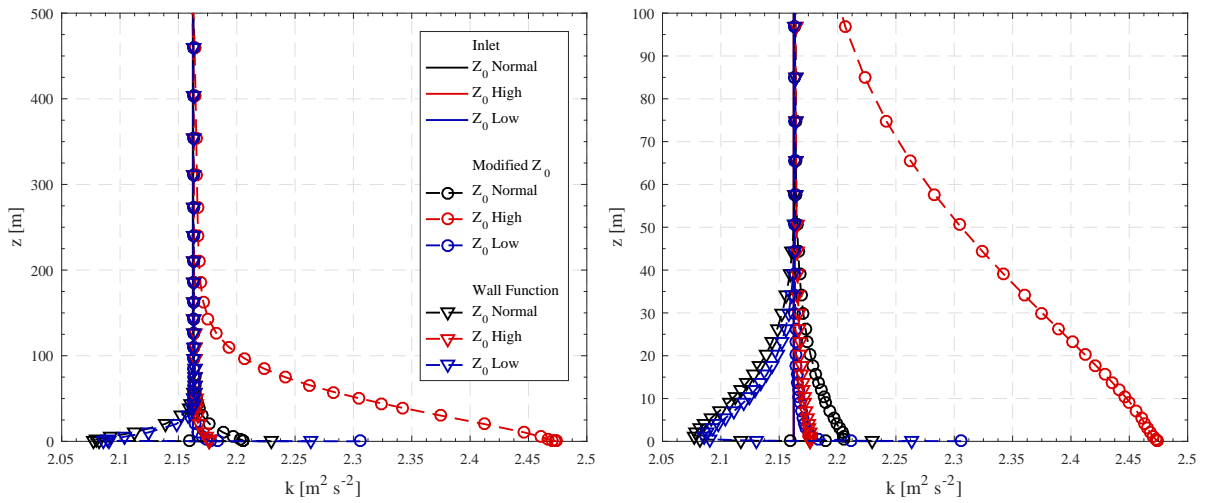 500
400
300
200
100
0
z [m]
2.05
2.1
2.15
2.2
2.25
2.3
2.35
2.4
2.45
2.5
k [m² s⁻²]
Inlet
Z₀ Normal
Z₀ High
Z₀ Low
Modified Z₀
Z₀ Normal
Z₀ High
Z₀ Low
Wall Function
Z₀ Normal
Z₀ High
Z₀ Low
100
90
80
70
60
50
40
30
20
10
0
z [m]
2.05
2.1
2.15
2.2
2.25
2.3
2.35
2.4
2.45
2.5
k [m² s⁻²]